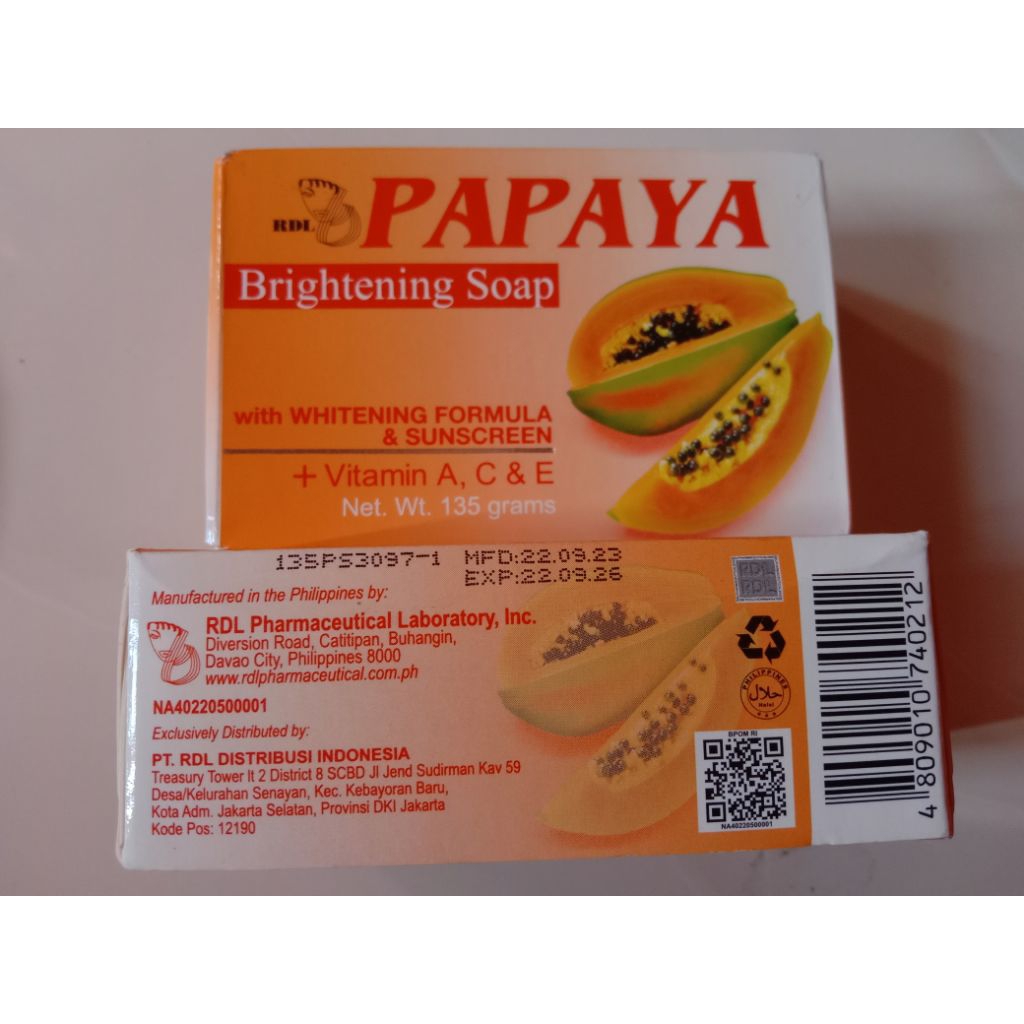 RDL PAPAYA
Brightening Soap
with WHITENING FORMULA
& SUNSCREEN
+ Vitamin A, C & E
Net. Wt. 135 grams
135PS3097-1 MFD:22.09.23
EXP:22.09.26
Manufactured in the Philippines by:
RDL Pharmaceutical Laboratory, Inc.
Diversion Road, Catitipan, Buhangin,
Davao City, Philippines 8000
www.rdlpharmaceutical.com.ph
NA40220500001
Exclusively Distributed by:
PT. RDL DISTRIBUSI INDONESIA
Treasury Tower lt 2 District 8 SCBD Jl Jend Sudirman Kav 59
Desa/Kelurahan Senayan, Kec. Kebayoran Baru,
Kota Adm. Jakarta Selatan, Provinsi DKI Jakarta
Kode Pos: 12190
RDL
RDL
PHILIPPINES
حلال
Halal
BPOM RI
NA40220500001
4 809010 740212